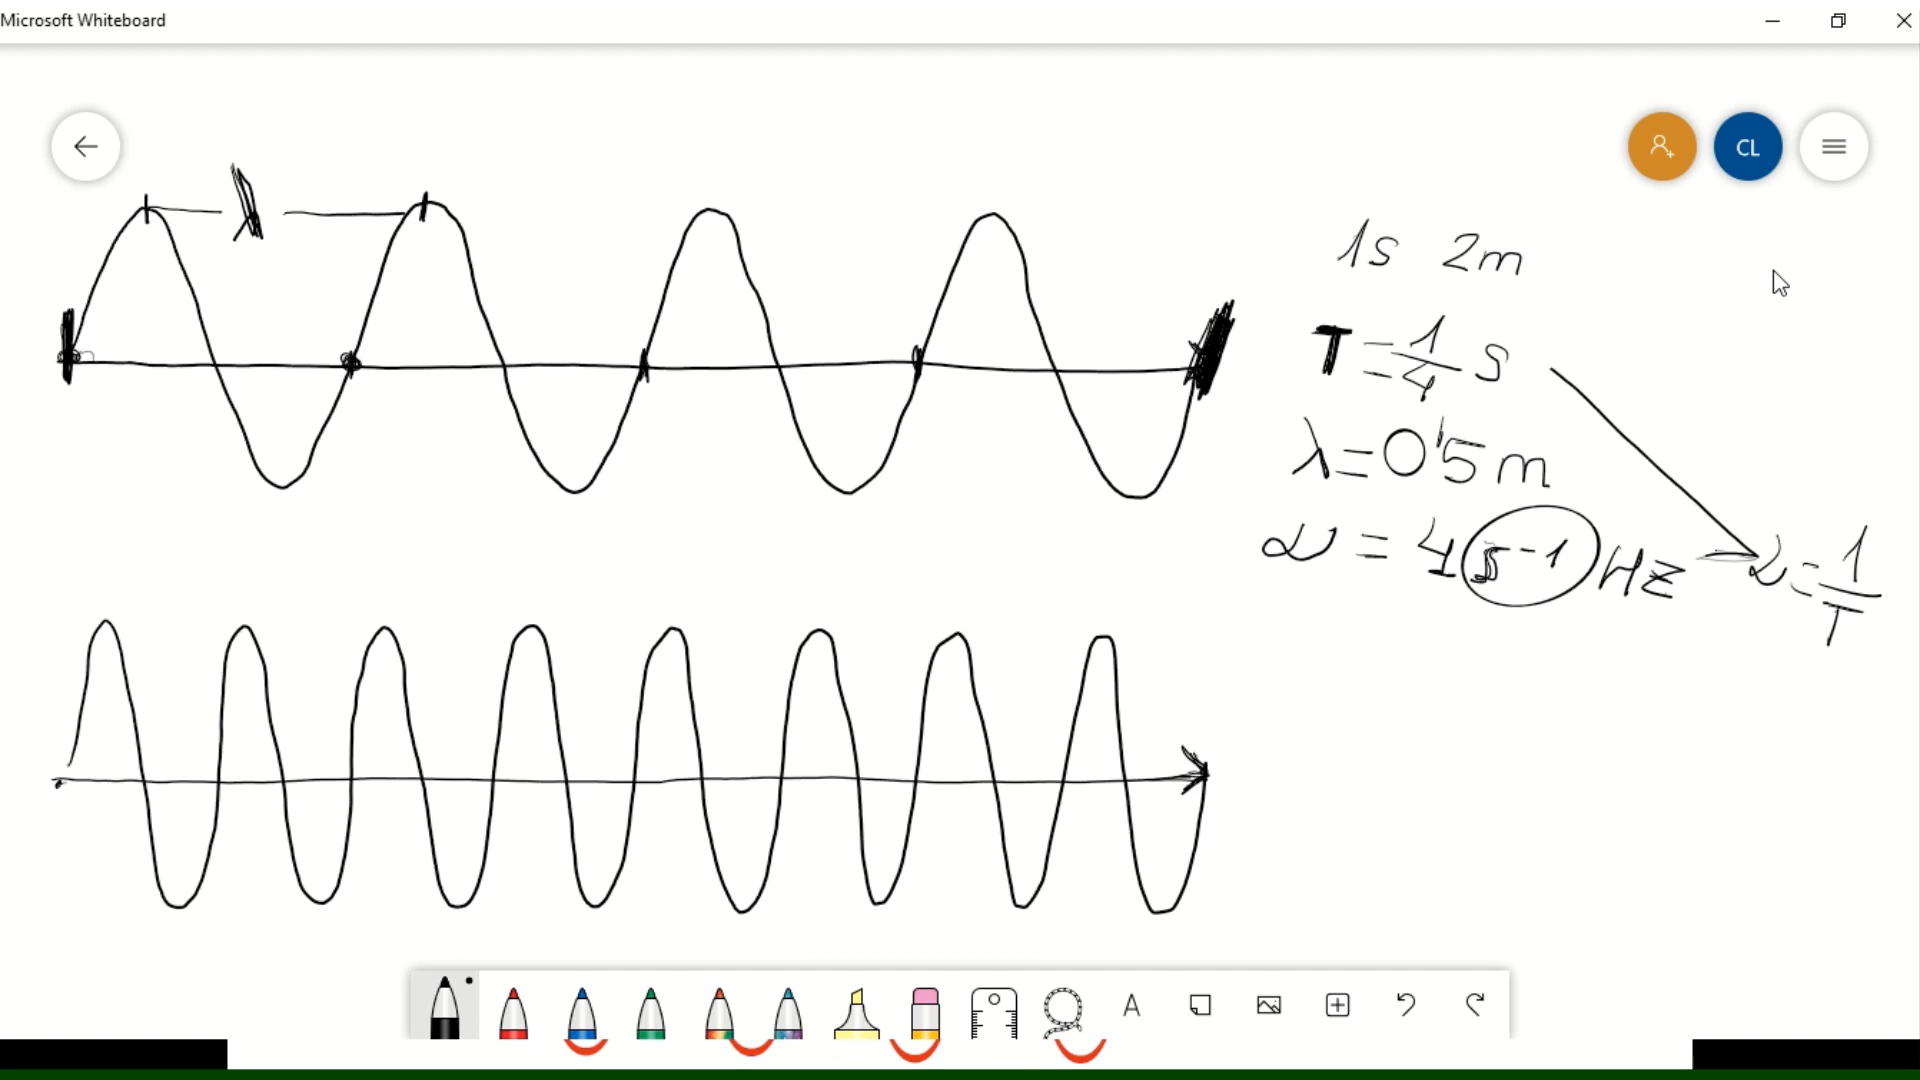 Microsoft Whiteboard
CL
λ
1s 2m
T = 1/4 s
λ = 0'5 m
ν = 4 s⁻¹ Hz
ν = 1/T
A